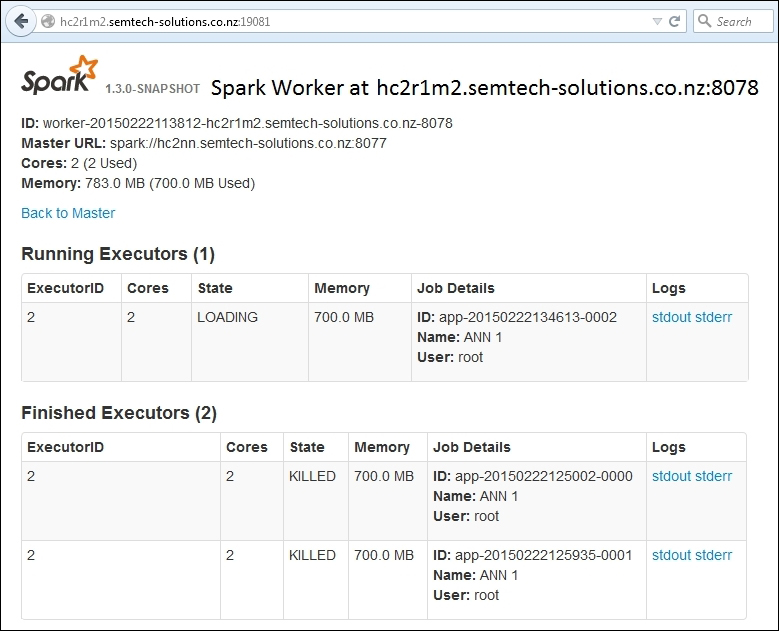 hc2r1m2.semtech-solutions.co.nz:19081 Search
Spark 1.3.0-SNAPSHOT Spark Worker at hc2r1m2.semtech-solutions.co.nz:8078
ID: worker-20150222113812-hc2r1m2.semtech-solutions.co.nz-8078
Master URL: spark://hc2nn.semtech-solutions.co.nz:8077
Cores: 2 (2 Used)
Memory: 783.0 MB (700.0 MB Used)
Back to Master
Running Executors (1)
ExecutorID Cores State Memory Job Details Logs
2 2 LOADING 700.0 MB ID: app-20150222134613-0002 stdout stderr
Name: ANN 1
User: root
Finished Executors (2)
ExecutorID Cores State Memory Job Details Logs
2 2 KILLED 700.0 MB ID: app-20150222125002-0000 stdout stderr
Name: ANN 1
User: root
2 2 KILLED 700.0 MB ID: app-20150222125935-0001 stdout stderr
Name: ANN 1
User: root